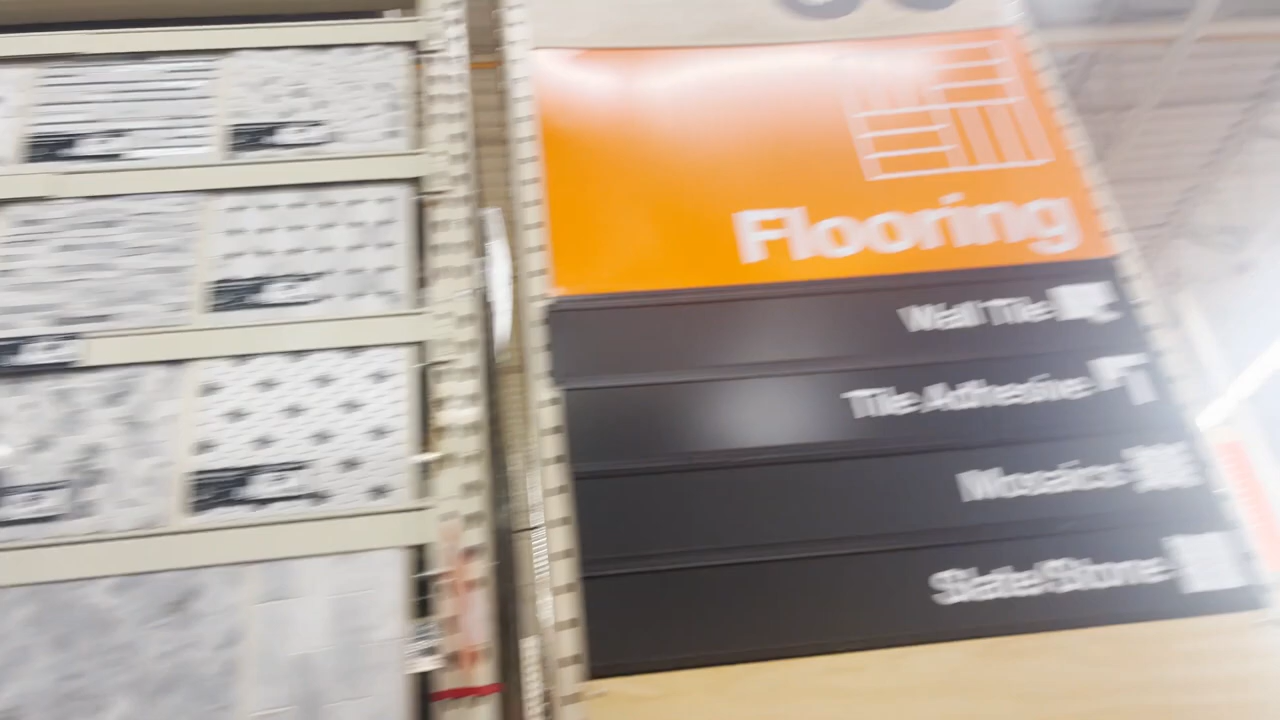 Flooring
Wall Tile
Tile Adhesive
Mosaics
Slate/Stone